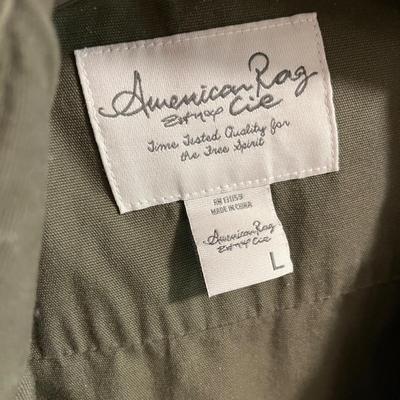 American Rag
Cie
Time Tested Quality for
the Free Spirit
MADE IN CHINA
American Rag
Cie
L